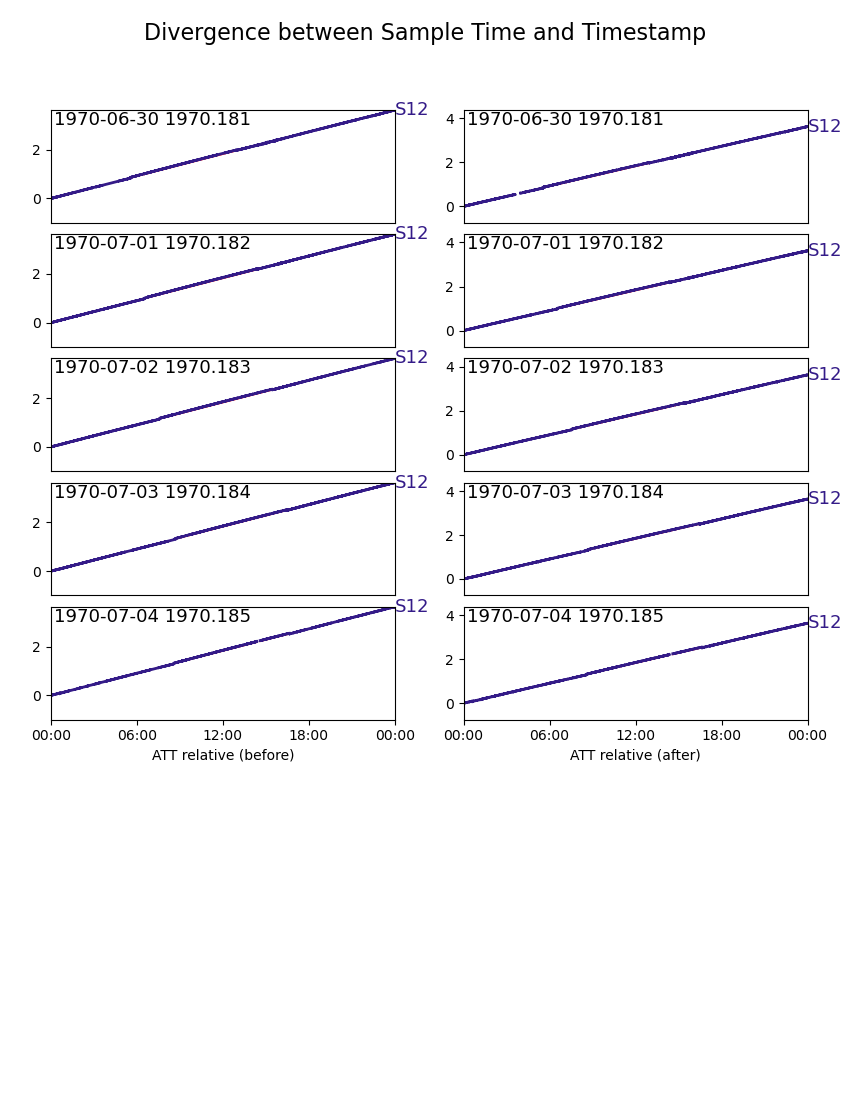 Divergence between Sample Time and Timestamp
1970-06-30 1970.181
S12
2
0
1970-06-30 1970.181
S12
4
2
0
1970-07-01 1970.182
S12
2
0
1970-07-01 1970.182
S12
4
2
0
1970-07-02 1970.183
S12
2
0
1970-07-02 1970.183
S12
4
2
0
1970-07-03 1970.184
S12
2
0
1970-07-03 1970.184
S12
4
2
0
1970-07-04 1970.185
S12
2
0
1970-07-04 1970.185
S12
4
2
0
00:00 06:00 12:00 18:00 00:00
ATT relative (before)
00:00 06:00 12:00 18:00 00:00
ATT relative (after)